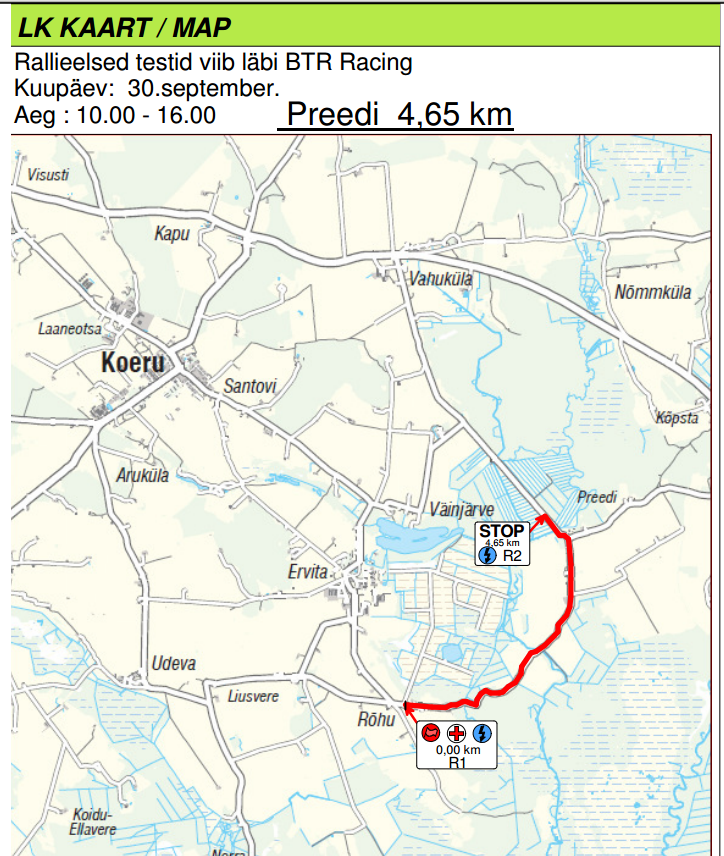 LK KAART / MAP
Rallieelsed testid viib läbi BTR Racing
Kuupäev: 30.september.
Aeg : 10.00 - 16.00
Preedi 4,65 km
Visusti
Kapu
Vahuküla
Nõmmküla
Laaneotsa
Koeru
Santovi
Köpsta
Aruküla
Preedi
Väinjärve
STOP
4,65 km
R2
Ervita
Udeva
Liusvere
Rõhu
0,00 km
R1
Koidu-
Ellavere
Norra